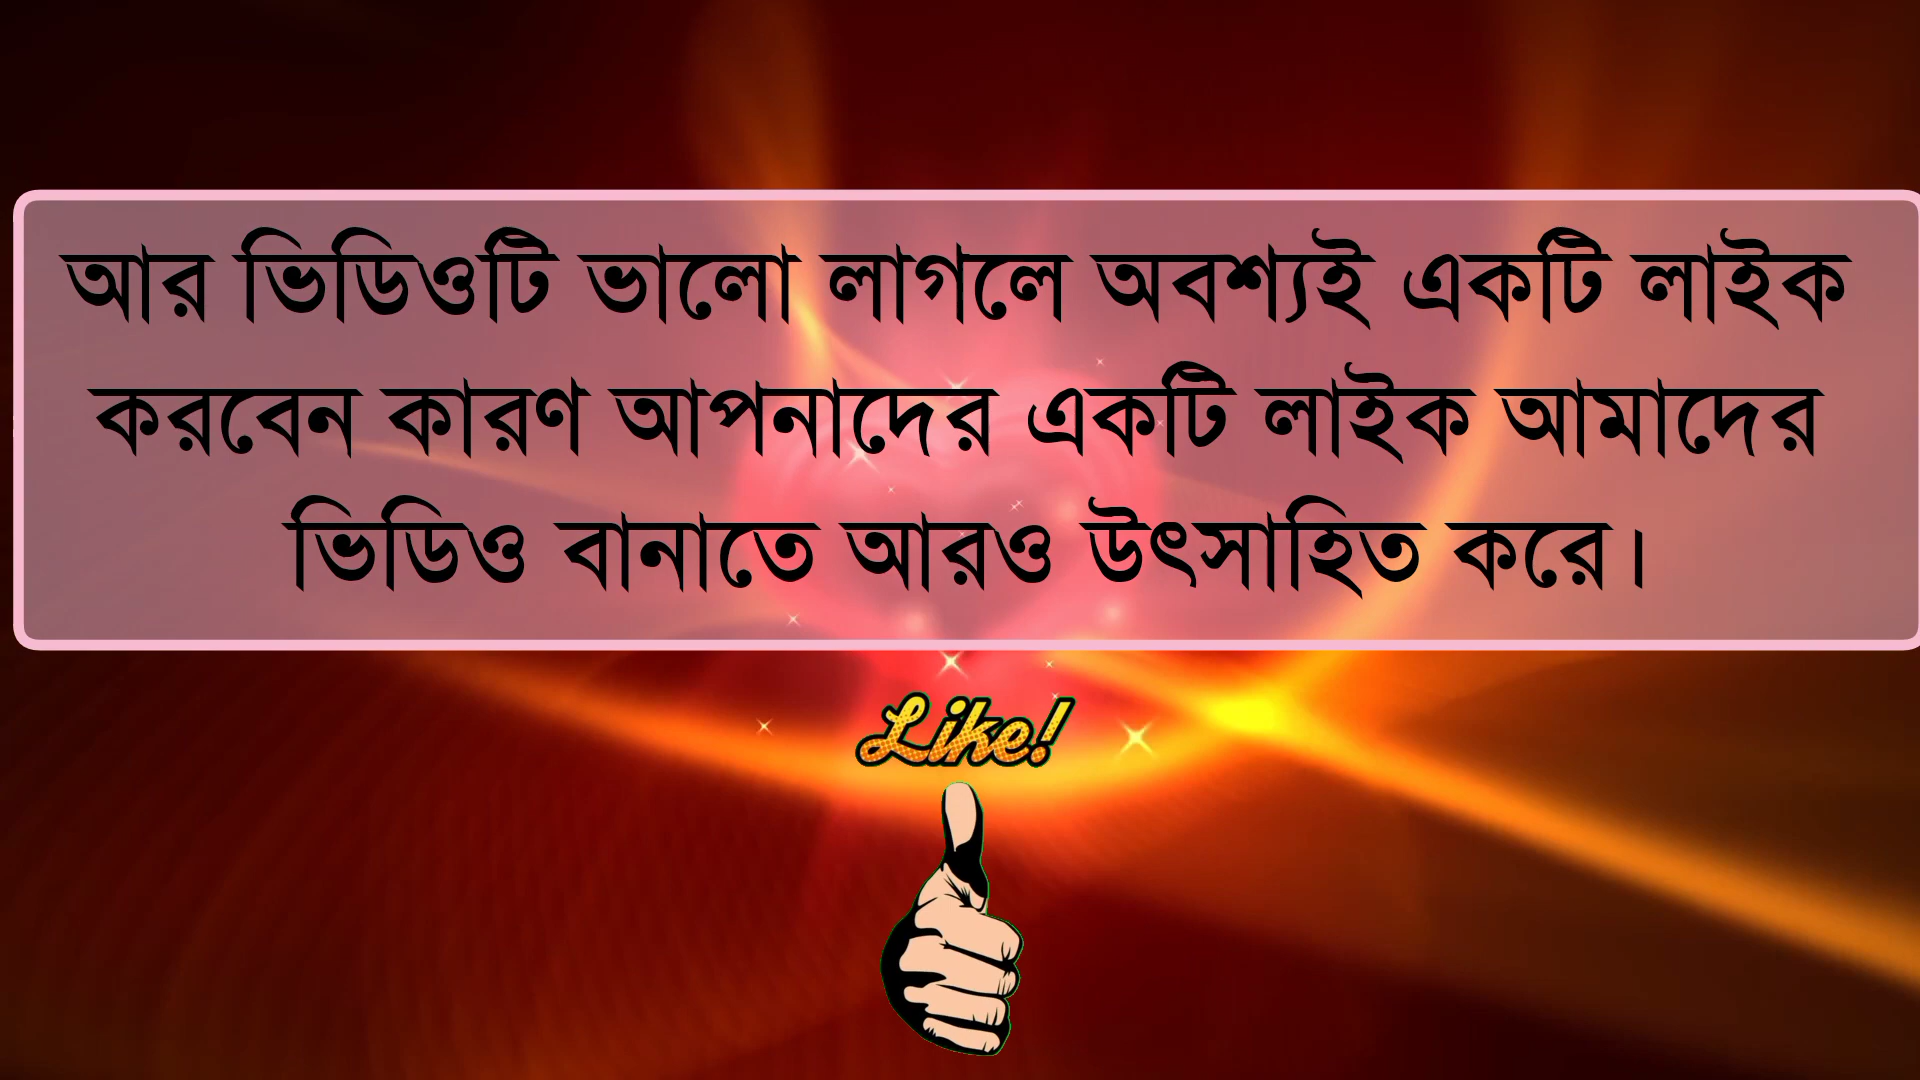 আর ভিডিওটি ভালো লাগলে অবশ্যই একটি লাইক
করবেন কারণ আপনাদের একটি লাইক আমাদের
ভিডিও বানাতে আরও উৎসাহিত করে।
Like!